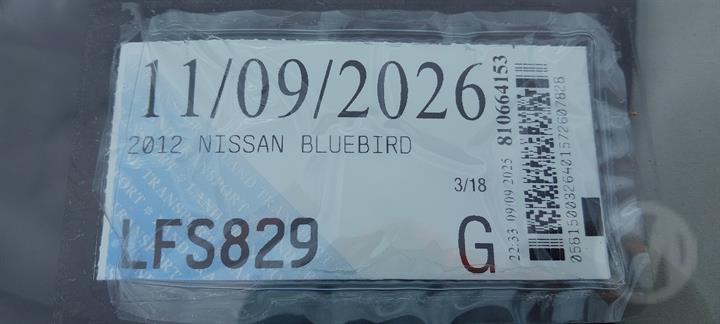 11/09/2026
2012 NISSAN BLUEBIRD
3/18
LFS829
G
22:33 09/09/2025
810664153